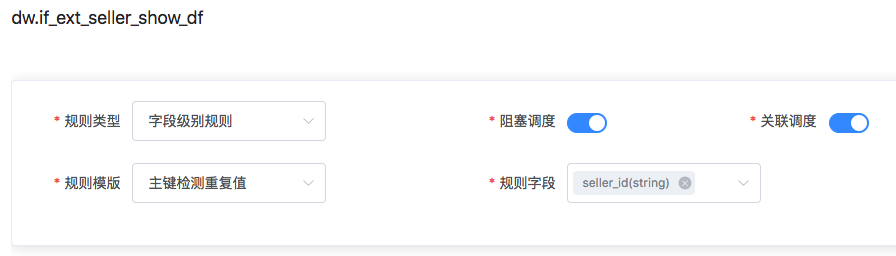 dw.if_ext_seller_show_df
* 规则类型 字段级别规则 * 阻塞调度 * 关联调度
* 规则模版 主键检测重复值 * 规则字段 seller_id(string)